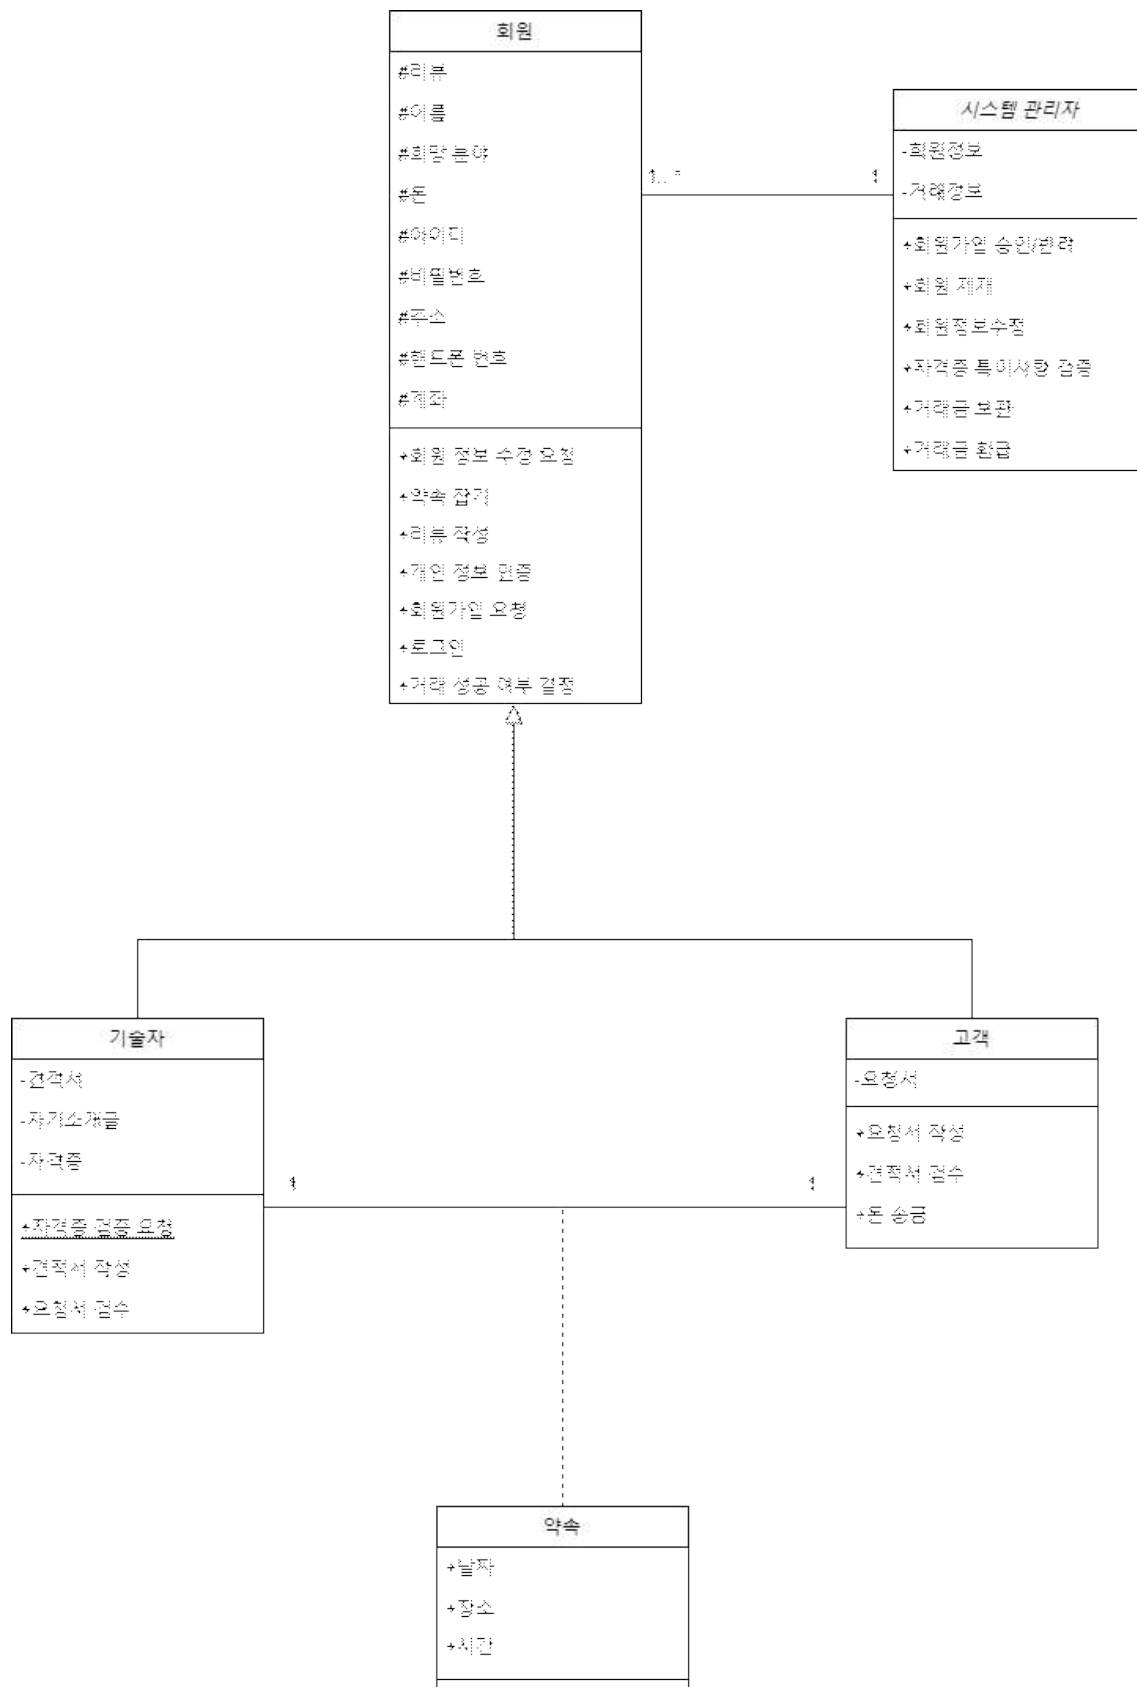 회원
#리뷰
#이름
#희망 분야
#돈
#아이디
#비밀번호
#주소
#핸드폰 번호
#계좌
+회원 정보 수정 요청
+약속 잡기
+리뷰 작성
+개인 정보 인증
+회원가입 요청
+로그인
+거래 성공 여부 결정
1..*
1
시스템 관리자
-회원정보
-거래정보
+회원가입 승인/반려
+회원 제재
+회원정보수정
+자격증 특이사항 검증
+거래금 보관
+거래금 환급
기술자
-견적서
-자기소개글
-자격증
+자격증 검증 요청
+견적서 작성
+요청서 검수
1
1
고객
-요청서
+요청서 작성
+견적서 검수
+돈 송금
약속
+날짜
+장소
+시간